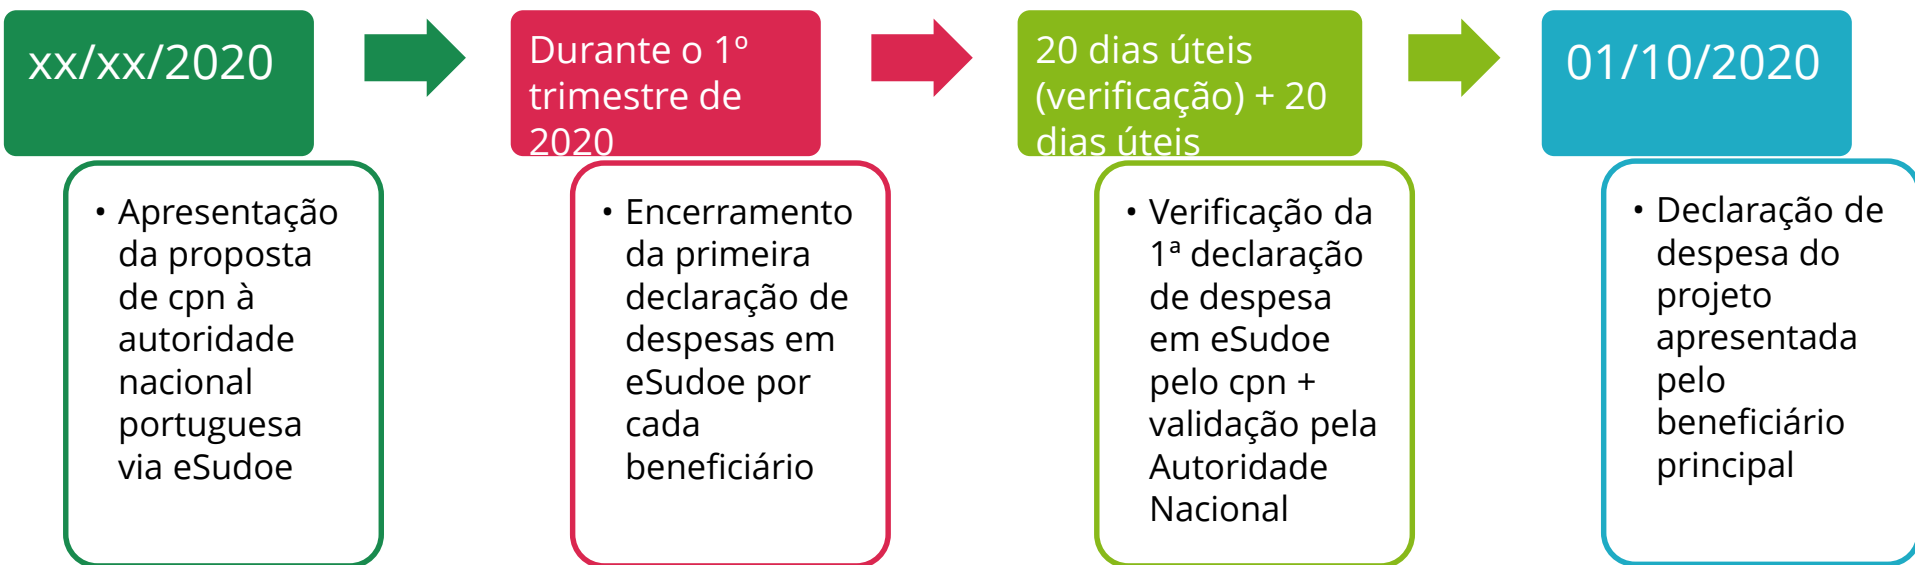 xx/xx/2020
• Apresentação
da proposta
de cpn à
autoridade
nacional
portuguesa
via eSudoe
Durante o 1º
trimestre de
2020
• Encerramento
da primeira
declaração de
despesas em
eSudoe por
cada
beneficiário
20 dias úteis
(verificação) + 20
dias úteis
• Verificação da
1ª declaração
de despesa
em eSudoe
pelo cpn +
validação pela
Autoridade
Nacional
01/10/2020
• Declaração de
despesa do
projeto
apresentada
pelo
beneficiário
principal